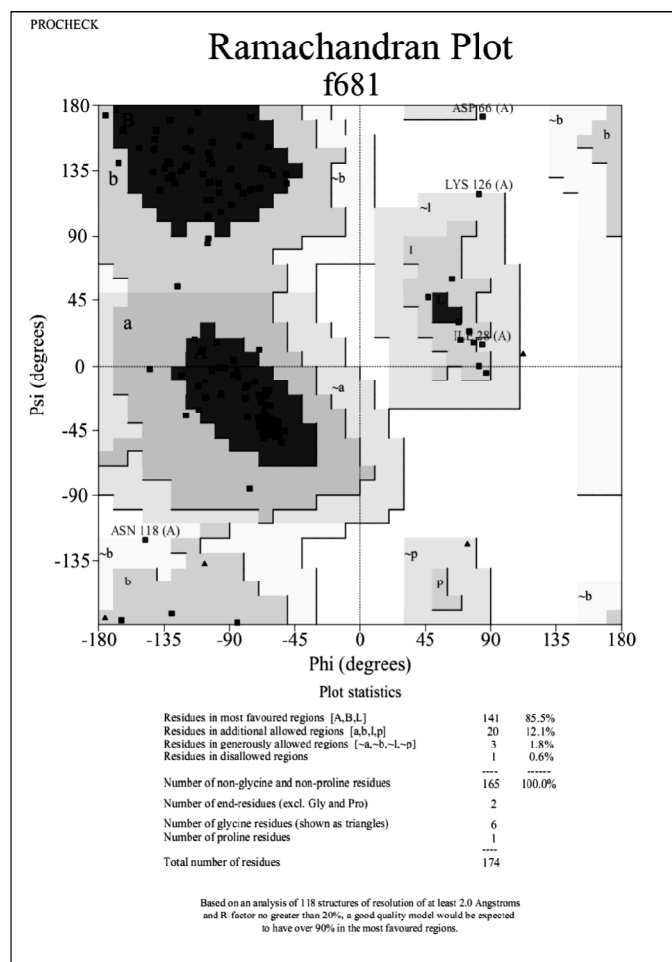 PROCHECK
Ramachandran Plot
f681
180
135
90
45
0
-45
-90
-135
-180
-135
-90
-45
0
45
90
135
180
Psi (degrees)
Phi (degrees)
B
b
~b
a
A
~a
~l
l
L
~b
b
~b
b
~p
p
~b
ASP 66 (A)
LYS 126 (A)
28 (A)
ASN 118 (A)
Plot statistics
Residues in most favoured regions [A,B,L] 141 85.5%
Residues in additional allowed regions [a,b,l,p] 20 12.1%
Residues in generously allowed regions [~a,~b,~l,~p] 3 1.8%
Residues in disallowed regions 1 0.6%
---- ------
Number of non-glycine and non-proline residues 165 100.0%
Number of end-residues (excl. Gly and Pro) 2
Number of glycine residues (shown as triangles) 6
Number of proline residues 1
----
Total number of residues 174
Based on an analysis of 118 structures of resolution of at least 2.0 Angstroms
and R-factor no greater than 20%, a good quality model would be expected
to have over 90% in the most favoured regions.